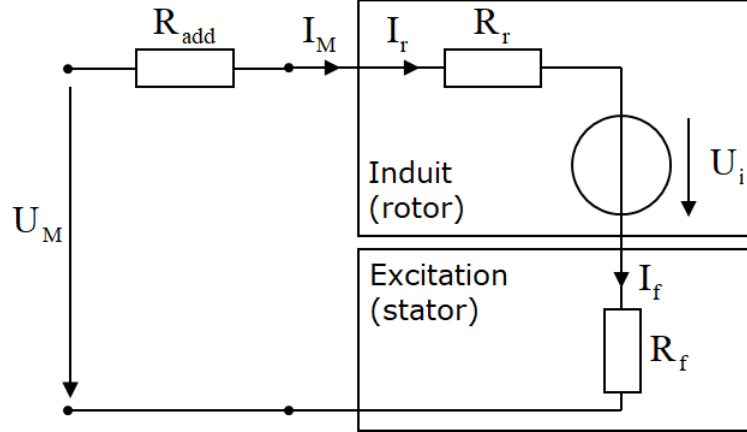 R_add
I_M
I_r
R_r
U_i
Induit
(rotor)
U_M
Excitation
(stator)
I_f
R_f